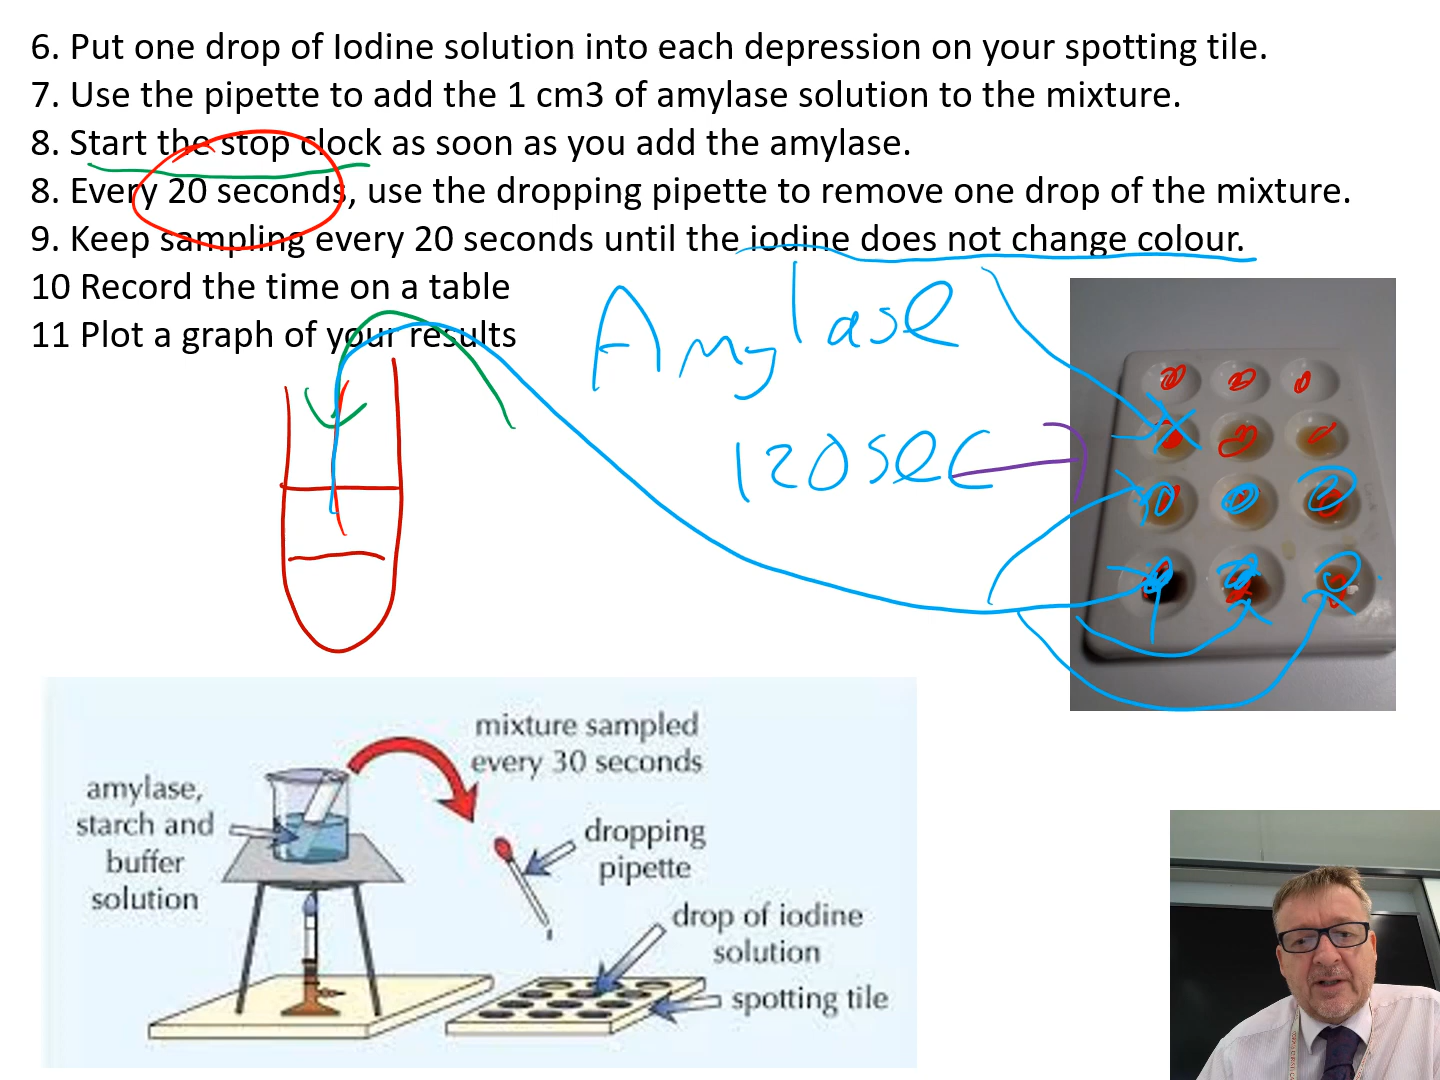 6. Put one drop of Iodine solution into each depression on your spotting tile.
7. Use the pipette to add the 1 cm3 of amylase solution to the mixture.
8. Start the stop clock as soon as you add the amylase.
8. Every 20 seconds, use the dropping pipette to remove one drop of the mixture.
9. Keep sampling every 20 seconds until the iodine does not change colour.
10 Record the time on a table
11 Plot a graph of your results
Amylase
120sec
mixture sampled
every 30 seconds
amylase,
starch and
buffer
solution
dropping
pipette
drop of iodine
solution
spotting tile